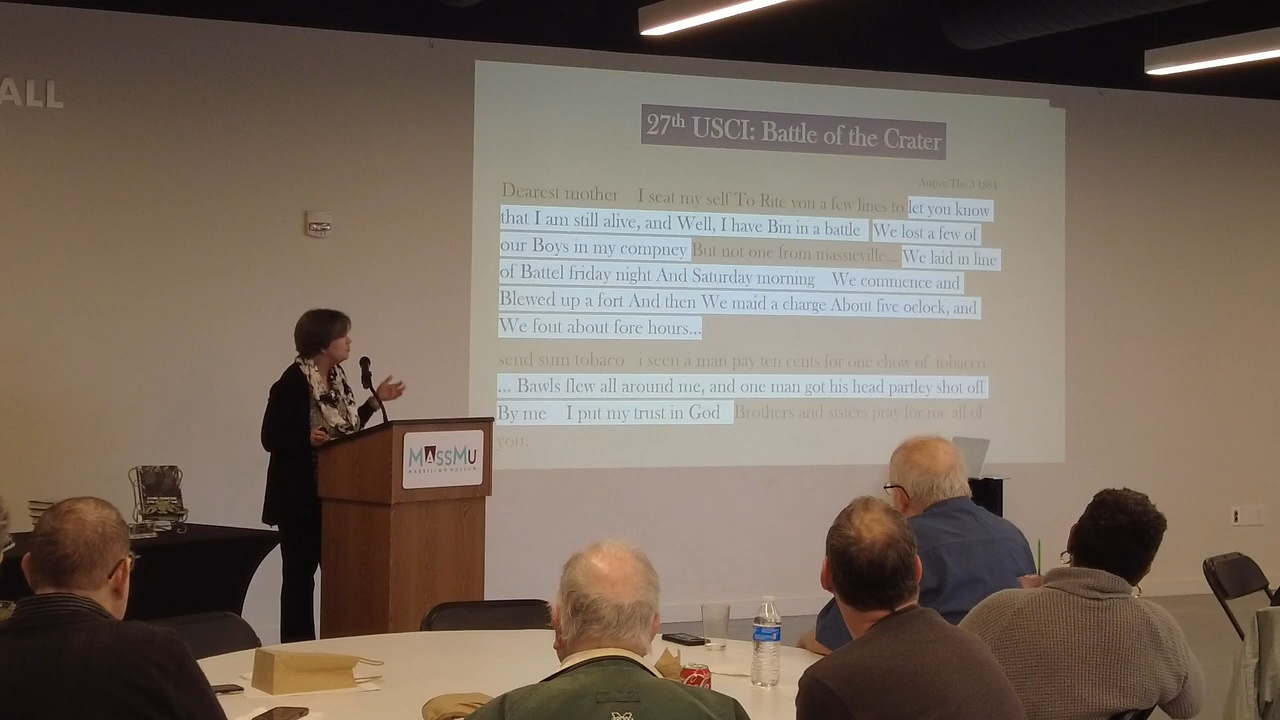 ALL
27th USCI: Battle of the Crater
Dearest mother I seat my self To Rite you a few lines to let you know
that I am still alive, and Well, I have Bin in a battle We lost a few of
our Boys in my compney But not one from massieville... We laid in line
of Battel friday night And Saturday morning We commence and
Blewed up a fort And then We maid a charge About five oclock, and
We fout about fore hours...
send sum tobaco i seen a man pay ten cents for one chow of tobacco
... Bawls flew all around me, and one man got his head partley shot off
By me I put my trust in God Brothers and sisters pray for me all of
you.
MASSMU
MASSILLON MUSEUM